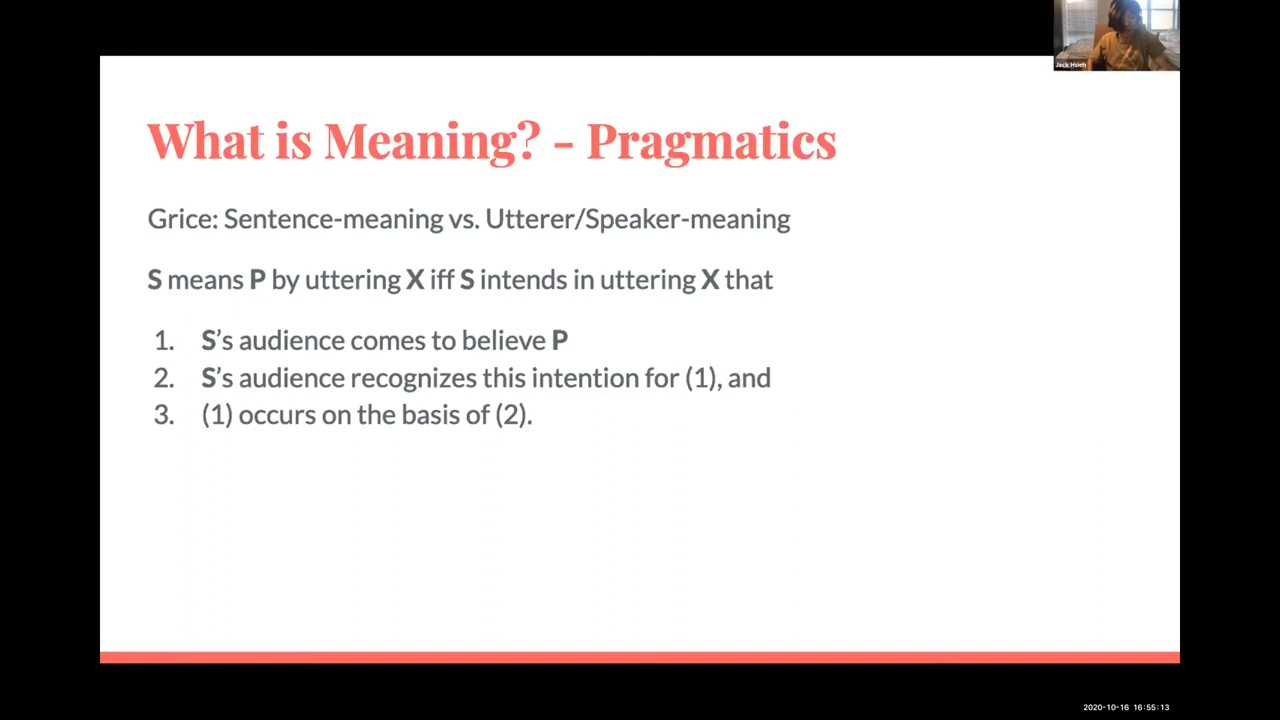 Jack Hsieh
What is Meaning? - Pragmatics
Grice: Sentence-meaning vs. Utterer/Speaker-meaning
S means P by uttering X iff S intends in uttering X that
1. S’s audience comes to believe P
2. S’s audience recognizes this intention for (1), and
3. (1) occurs on the basis of (2).
2020-10-16 16:55:13